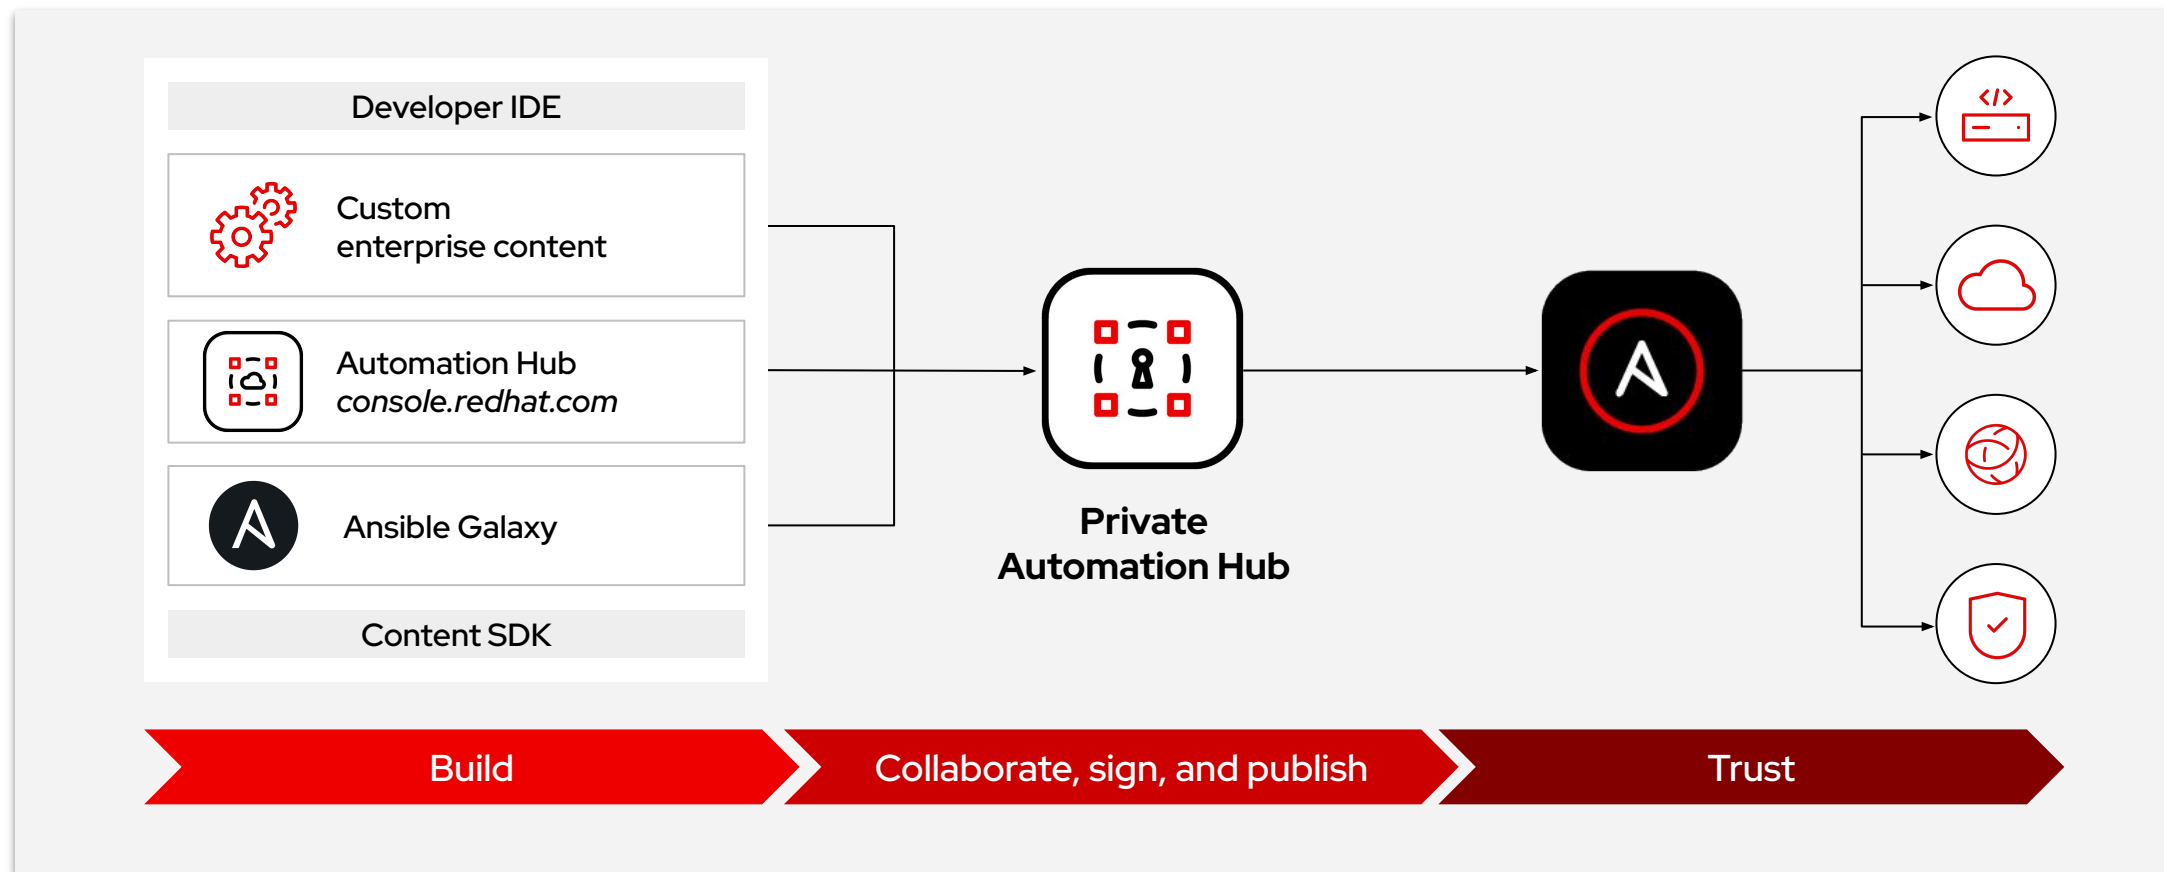 Developer IDE
Custom
enterprise content
Automation Hub
console.redhat.com
Ansible Galaxy
Content SDK
Private
Automation Hub
</>
Build
Collaborate, sign, and publish
Trust